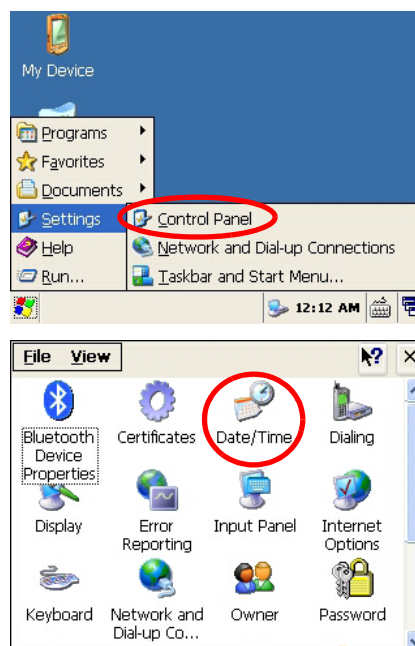 My Device
Programs
Favorites
Documents
Settings
Control Panel
Help
Network and Dial-up Connections
Run...
Taskbar and Start Menu...
12:12 AM
File View
?
Bluetooth Device Properties
Certificates
Date/Time
Dialing
Display
Error Reporting
Input Panel
Internet Options
Keyboard
Network and Dial-up Co...
Owner
Password